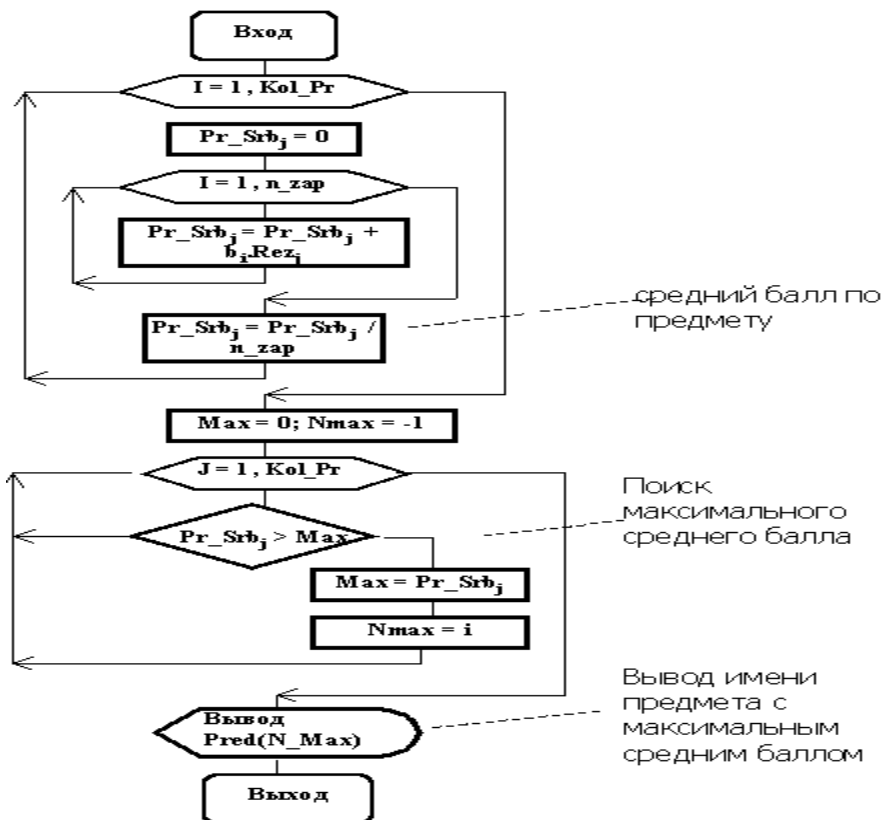 Вход
I = 1 , Kol_Pr
Pr_Srbj = 0
I = 1 , n_zap
Pr_Srbj = Pr_Srbj +
bi.Rezj
Pr_Srbj = Pr_Srbj /
n_zap
средний балл по
предмету
Max = 0; Nmax = -1
J = 1 , Kol_Pr
Pr_Srbj > Max
Поиск
максимального
среднего балла
Max = Pr_Srbj
Nmax = i
Вывод
Pred(N_Max)
Вывод имени
предмета с
максимальным
средним баллом
Выход